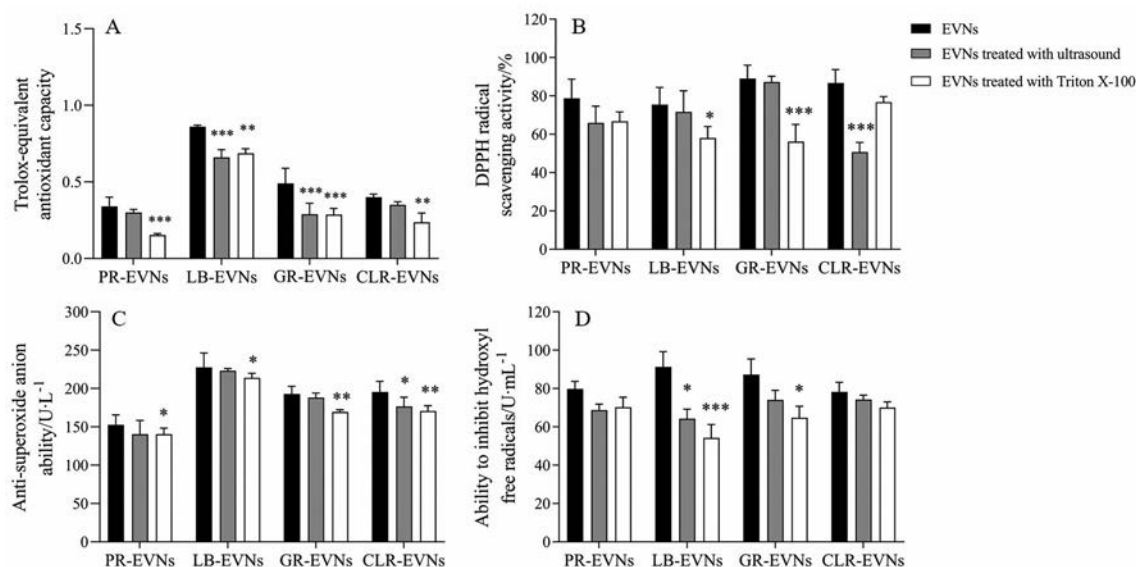 A
Trolox-equivalent
antioxidant capacity
1.5
1.0
0.5
0.0
***
***
**
***
***
**
PR-EVNs
LB-EVNs
GR-EVNs
CLR-EVNs
B
DPPH radical
scavenging activity/%
120
100
80
60
40
20
0
*
***
***
PR-EVNs
LB-EVNs
GR-EVNs
CLR-EVNs
EVNs
EVNs treated with ultrasound
EVNs treated with Triton X-100
C
Anti-superoxide anion
ability/U·L⁻¹
300
250
200
150
100
50
0
*
*
**
*
**
PR-EVNs
LB-EVNs
GR-EVNs
CLR-EVNs
D
Ability to inhibit hydroxyl
free radicals/U·mL⁻¹
120
100
80
60
40
20
0
*
***
*
PR-EVNs
LB-EVNs
GR-EVNs
CLR-EVNs